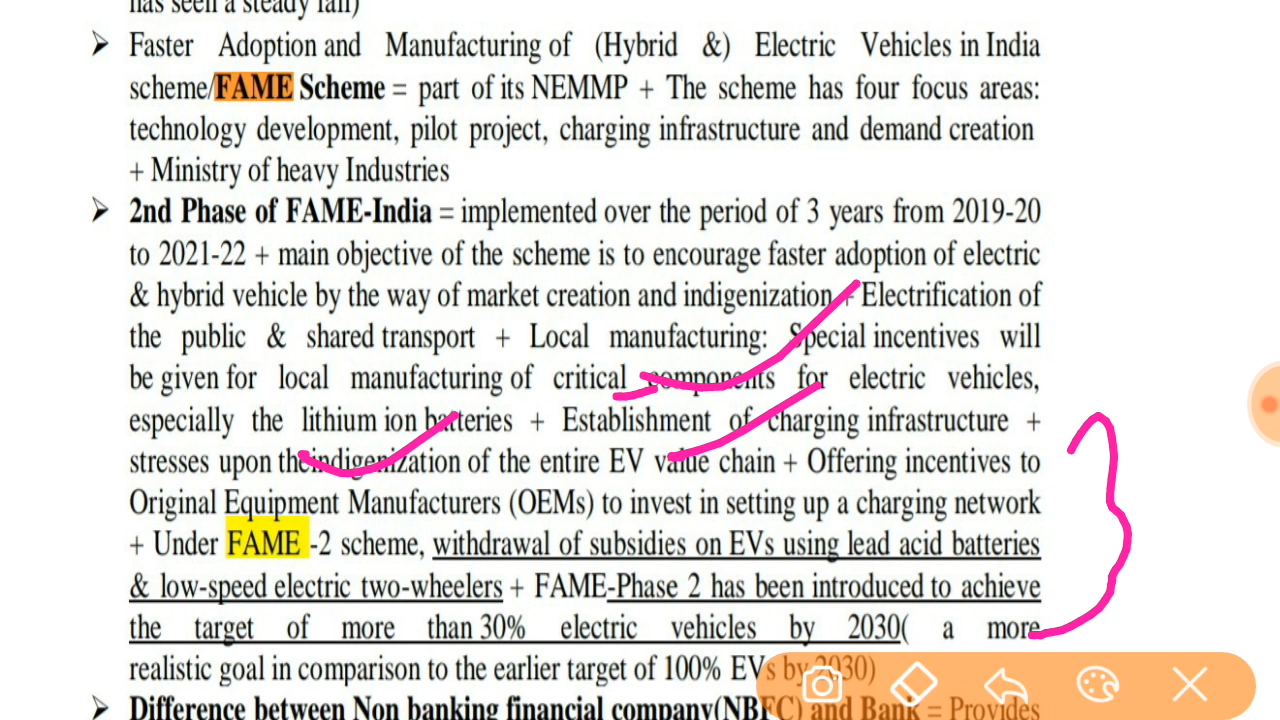 has seen a steady fall)
➤ Faster Adoption and Manufacturing of (Hybrid &) Electric Vehicles in India
scheme/FAME Scheme = part of its NEMMP + The scheme has four focus areas:
technology development, pilot project, charging infrastructure and demand creation
+ Ministry of heavy Industries
➤ 2nd Phase of FAME-India = implemented over the period of 3 years from 2019-20
to 2021-22 + main objective of the scheme is to encourage faster adoption of electric
& hybrid vehicle by the way of market creation and indigenization + Electrification of
the public & shared transport + Local manufacturing: Special incentives will
be given for local manufacturing of critical components for electric vehicles,
especially the lithium ion batteries + Establishment of charging infrastructure +
stresses upon theindigenization of the entire EV value chain + Offering incentives to
Original Equipment Manufacturers (OEMs) to invest in setting up a charging network
+ Under FAME -2 scheme, withdrawal of subsidies on EVs using lead acid batteries
& low-speed electric two-wheelers + FAME-Phase 2 has been introduced to achieve
the target of more than 30% electric vehicles by 2030( a more
realistic goal in comparison to the earlier target of 100% EVs by 2030)
➤ Difference between Non banking financial company(NBFC) and Bank = Provides